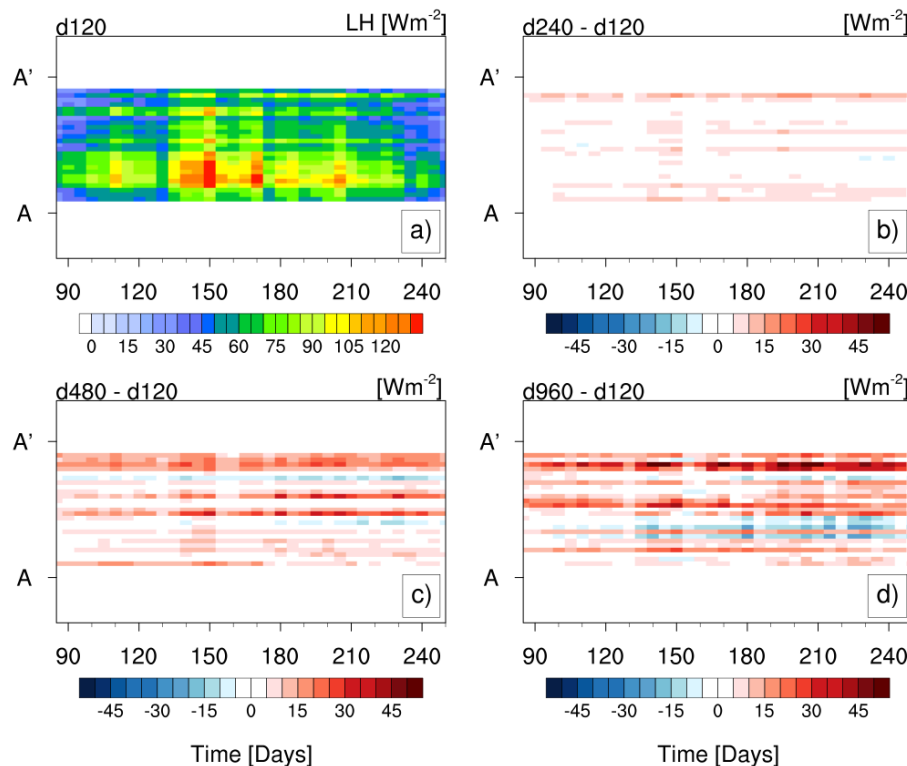 d120 LH [Wm-2]
A'
A
a)
90 120 150 180 210 240
0 15 30 45 60 75 90 105 120
d240 - d120 [Wm-2]
A'
A
b)
90 120 150 180 210 240
-45 -30 -15 0 15 30 45
d480 - d120 [Wm-2]
A'
A
c)
90 120 150 180 210 240
-45 -30 -15 0 15 30 45
Time [Days]
d960 - d120 [Wm-2]
A'
A
d)
90 120 150 180 210 240
-45 -30 -15 0 15 30 45
Time [Days]